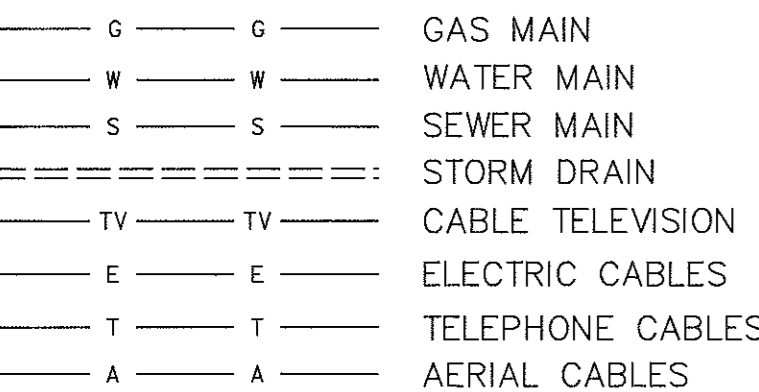 G G GAS MAIN
W W WATER MAIN
S S SEWER MAIN
STORM DRAIN
TV TV CABLE TELEVISION
E E ELECTRIC CABLES
T T TELEPHONE CABLES
A A AERIAL CABLES